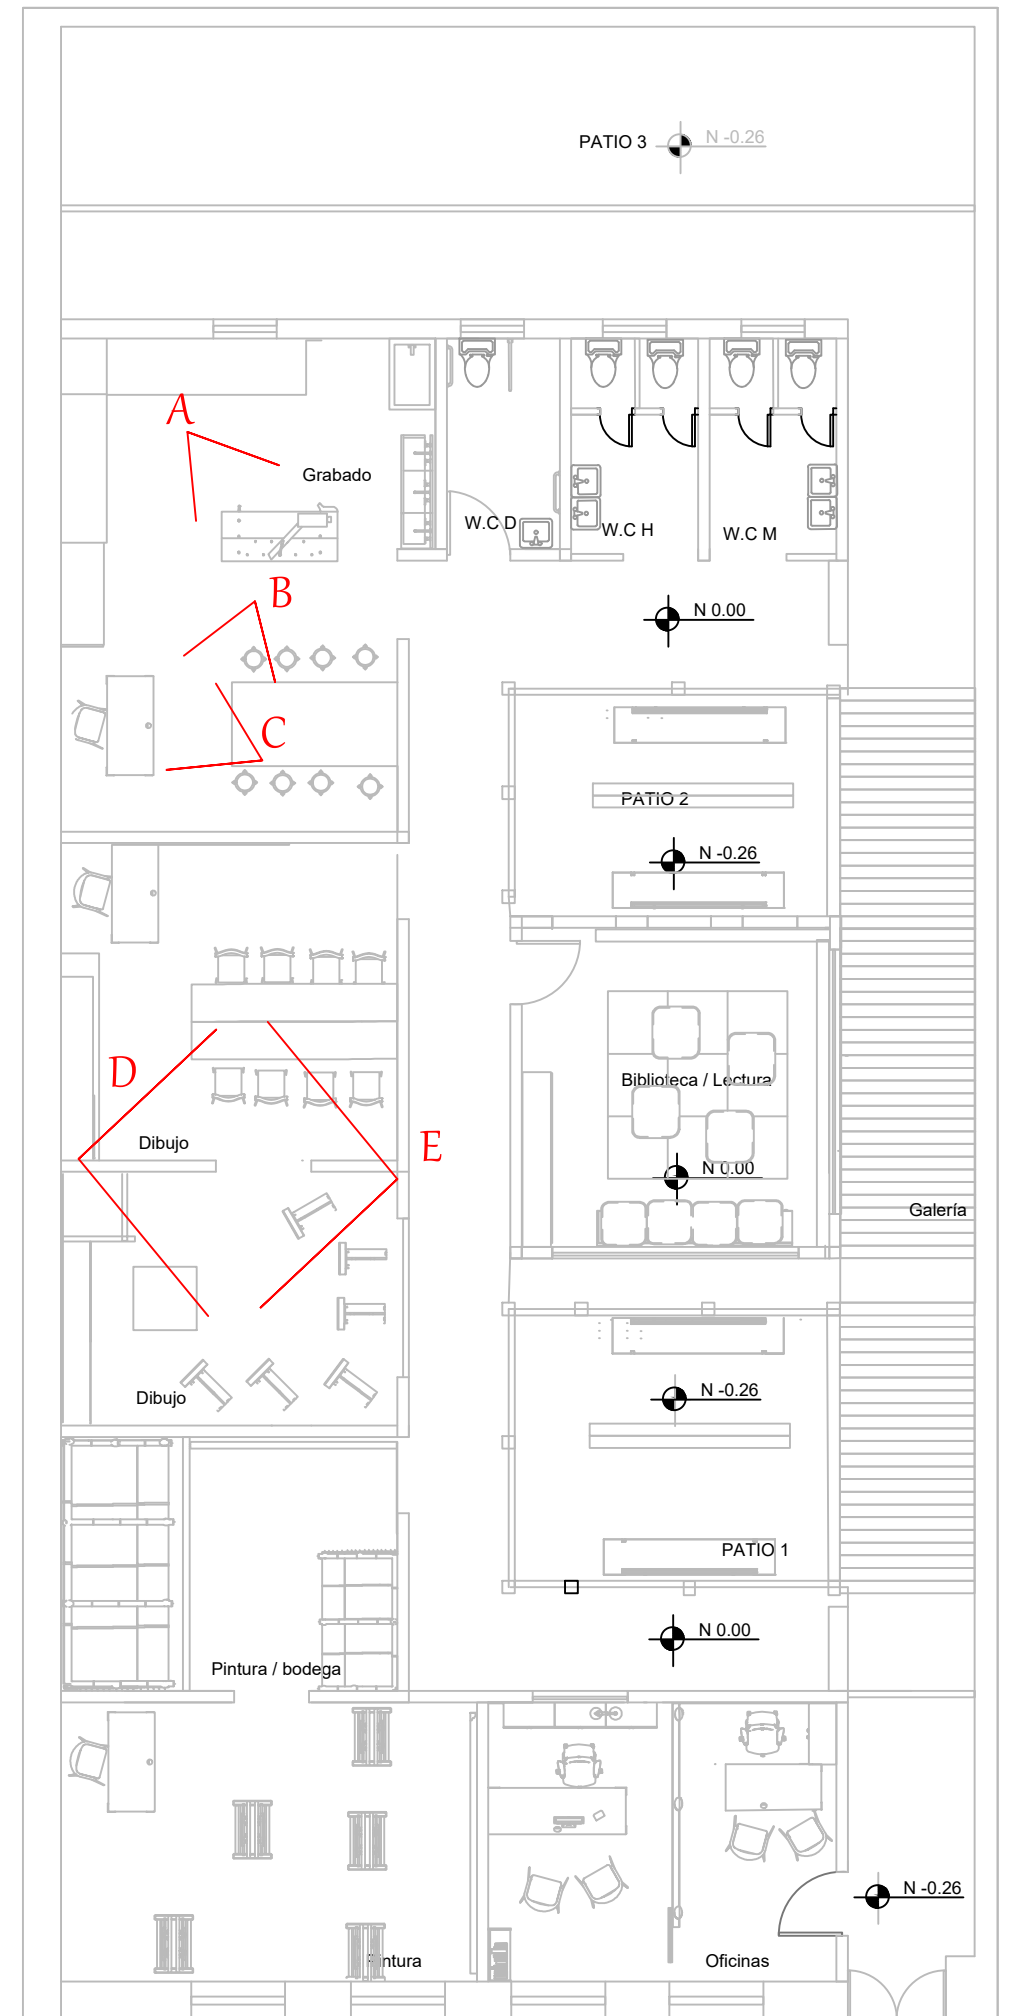 PATIO 3 N -0.26
A
Grabado
W.C D
W.C H
W.C M
B
N 0.00
C
PATIO 2
N -0.26
D
Biblioteca / Lectura
Dibujo
E
N 0.00
Galería
Dibujo
N -0.26
PATIO 1
N 0.00
Pintura / bodega
N -0.26
Pintura
Oficinas